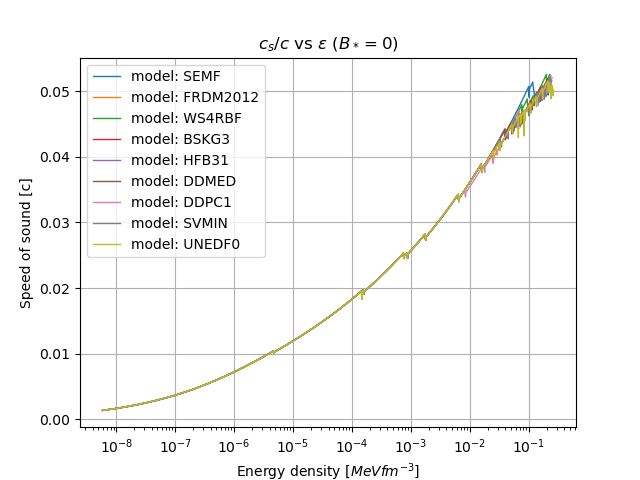 $c_s/c$ vs $\epsilon$ ($B_* = 0$)
model: SEMF
model: FRDM2012
model: WS4RBF
model: BSKG3
model: HFB31
model: DDMED
model: DDPC1
model: SVMIN
model: UNEDF0
Speed of sound [c]
0.05
0.04
0.03
0.02
0.01
0.00
$10^{-8}$ $10^{-7}$ $10^{-6}$ $10^{-5}$ $10^{-4}$ $10^{-3}$ $10^{-2}$ $10^{-1}$
Energy density [$MeVfm^{-3}$]